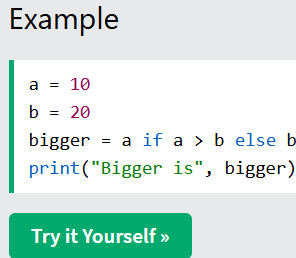 Example
a = 10
b = 20
bigger = a if a > b else b
print("Bigger is", bigger)
Try it Yourself »